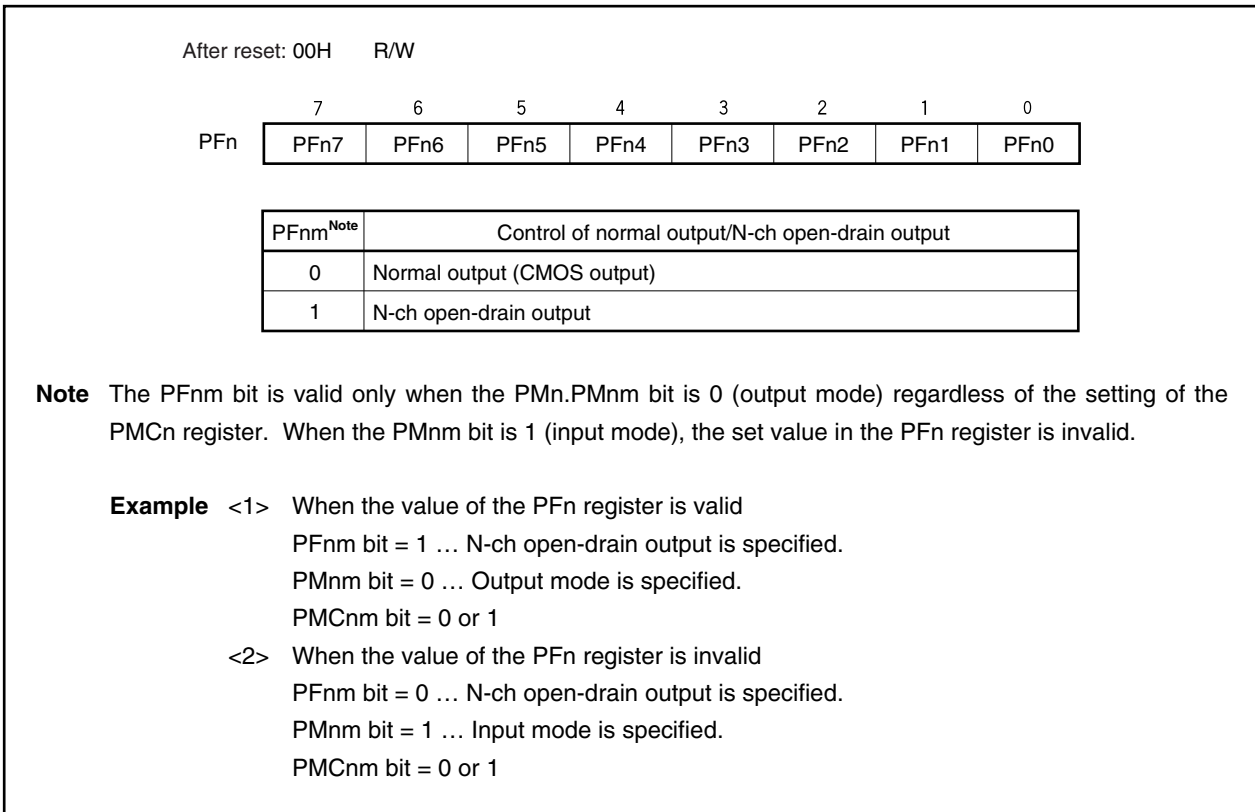 After reset: 00H R/W
7 6 5 4 3 2 1 0
PFn PFn7 PFn6 PFn5 PFn4 PFn3 PFn2 PFn1 PFn0
PFnmNote Control of normal output/N-ch open-drain output
0 Normal output (CMOS output)
1 N-ch open-drain output
Note The PFnm bit is valid only when the PMn.PMnm bit is 0 (output mode) regardless of the setting of the
PMCn register. When the PMnm bit is 1 (input mode), the set value in the PFn register is invalid.
Example <1> When the value of the PFn register is valid
PFnm bit = 1 … N-ch open-drain output is specified.
PMnm bit = 0 … Output mode is specified.
PMCnm bit = 0 or 1
<2> When the value of the PFn register is invalid
PFnm bit = 0 … N-ch open-drain output is specified.
PMnm bit = 1 … Input mode is specified.
PMCnm bit = 0 or 1